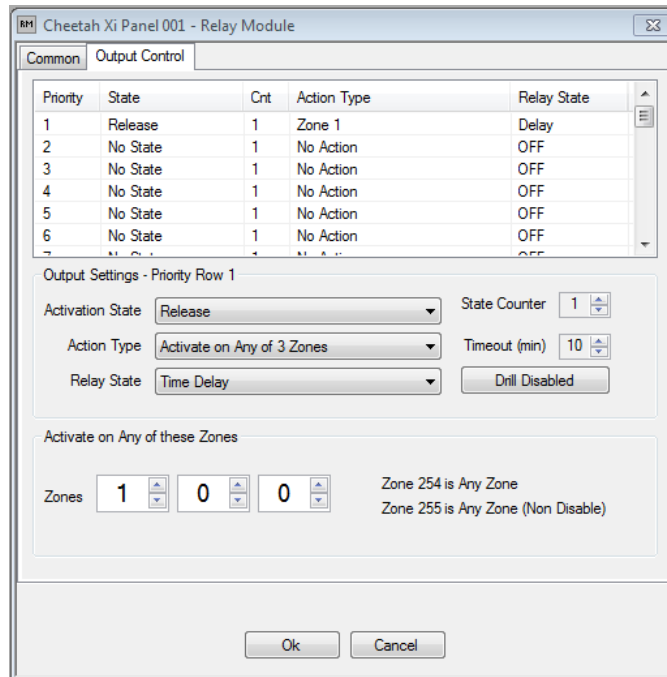 RM Cheetah Xi Panel 001 - Relay Module
Common Output Control
Priority State Cnt Action Type Relay State
1 Release 1 Zone 1 Delay
2 No State 1 No Action OFF
3 No State 1 No Action OFF
4 No State 1 No Action OFF
5 No State 1 No Action OFF
6 No State 1 No Action OFF
Output Settings - Priority Row 1
Activation State Release State Counter 1
Action Type Activate on Any of 3 Zones Timeout (min) 10
Relay State Time Delay Drill Disabled
Activate on Any of these Zones
Zones 1 0 0
Zone 254 is Any Zone
Zone 255 is Any Zone (Non Disable)
Ok Cancel